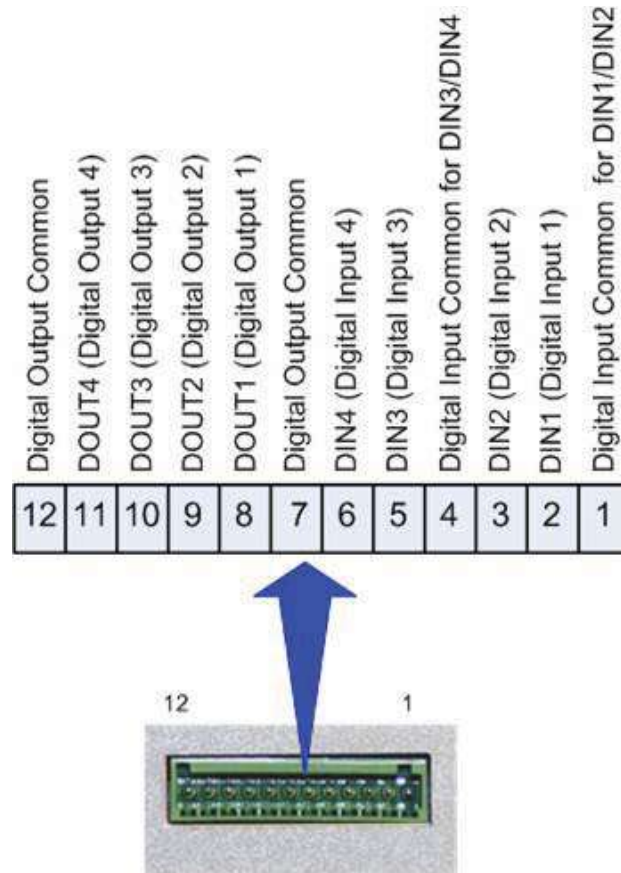 Digital Output Common
DOUT4 (Digital Output 4)
DOUT3 (Digital Output 3)
DOUT2 (Digital Output 2)
DOUT1 (Digital Output 1)
Digital Output Common
DIN4 (Digital Input 4)
DIN3 (Digital Input 3)
Digital Input Common for DIN3/DIN4
DIN2 (Digital Input 2)
DIN1 (Digital Input 1)
Digital Input Common for DIN1/DIN2
12 11 10 9 8 7 6 5 4 3 2 1
12 1